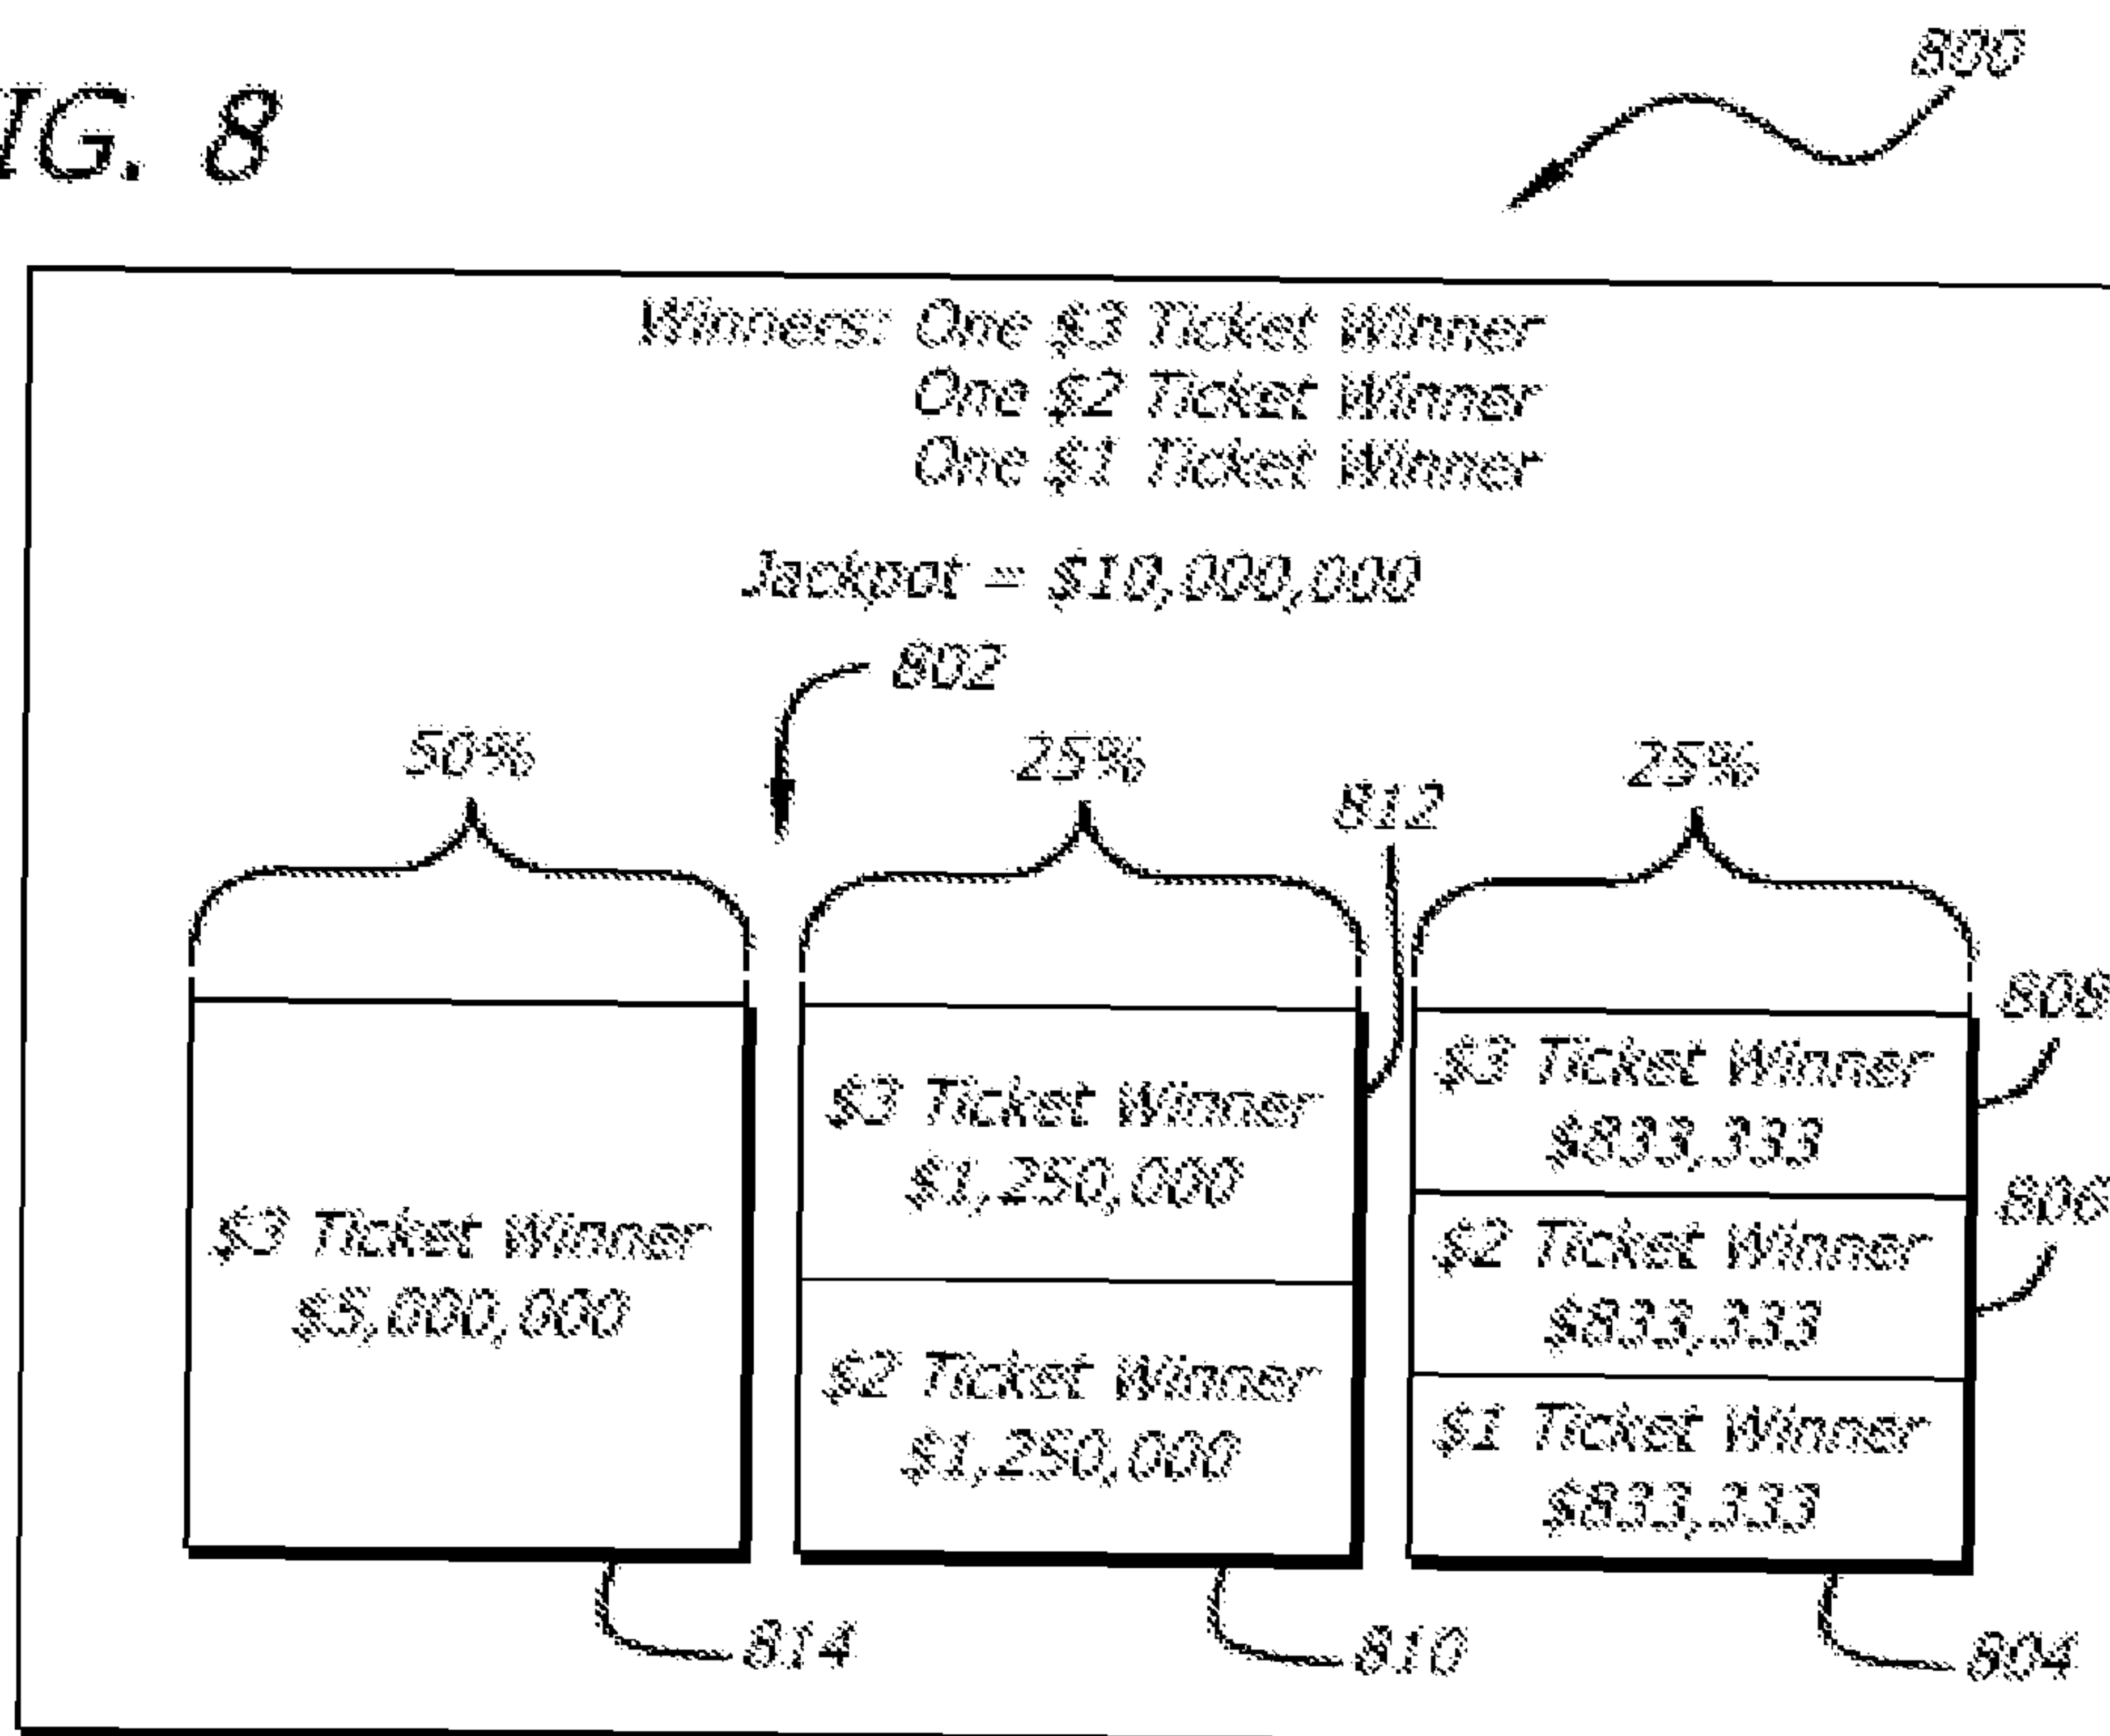 IG. 8
800
Winners: One $3 Ticket Winner
One $2 Ticket Winner
One $1 Ticket Winner
Jackpot = $10,000,000
802
50%
25%
25%
812
808
$3 Ticket Winner
$5,000,000
$3 Ticket Winner
$1,250,000
$2 Ticket Winner
$1,250,000
$3 Ticket Winner
$833,333
$2 Ticket Winner
$833,333
$1 Ticket Winner
$833,333
806
814
810
804